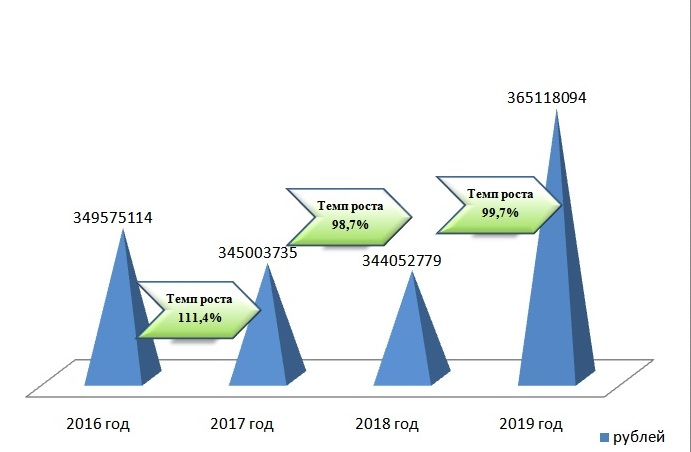 365118094
Темп роста
99,7%
Темп роста
98,7%
349575114
345003735
344052779
Темп роста
111,4%
2016 год
2017 год
2018 год
2019 год
рублей